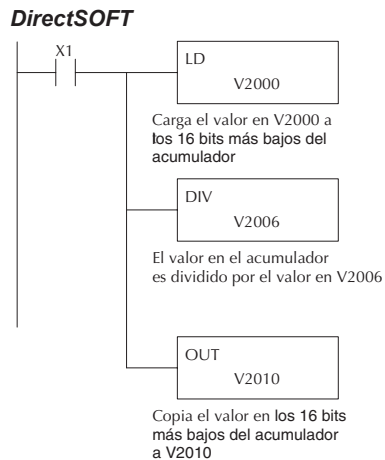 DirectSOFT
X1
LD
V2000
Carga el valor en V2000 a
los 16 bits más bajos del
acumulador
DIV
V2006
El valor en el acumulador
es dividido por el valor en V2006
OUT
V2010
Copia el valor en los 16 bits
más bajos del acumulador
a V2010